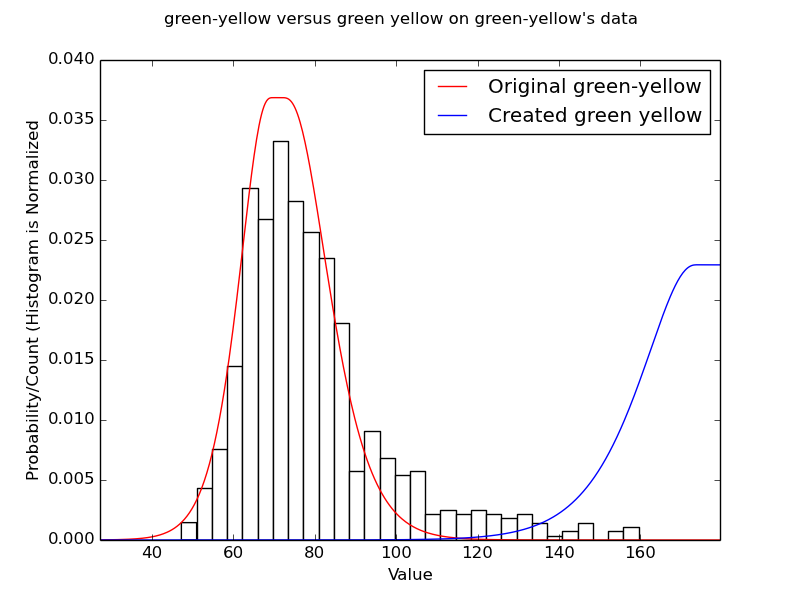 green-yellow versus green yellow on green-yellow's data
Original green-yellow
Created green yellow
0.040
0.035
0.030
0.025
0.020
0.015
0.010
0.005
0.000
Probability/Count (Histogram is Normalized
40 60 80 100 120 140 160
Value